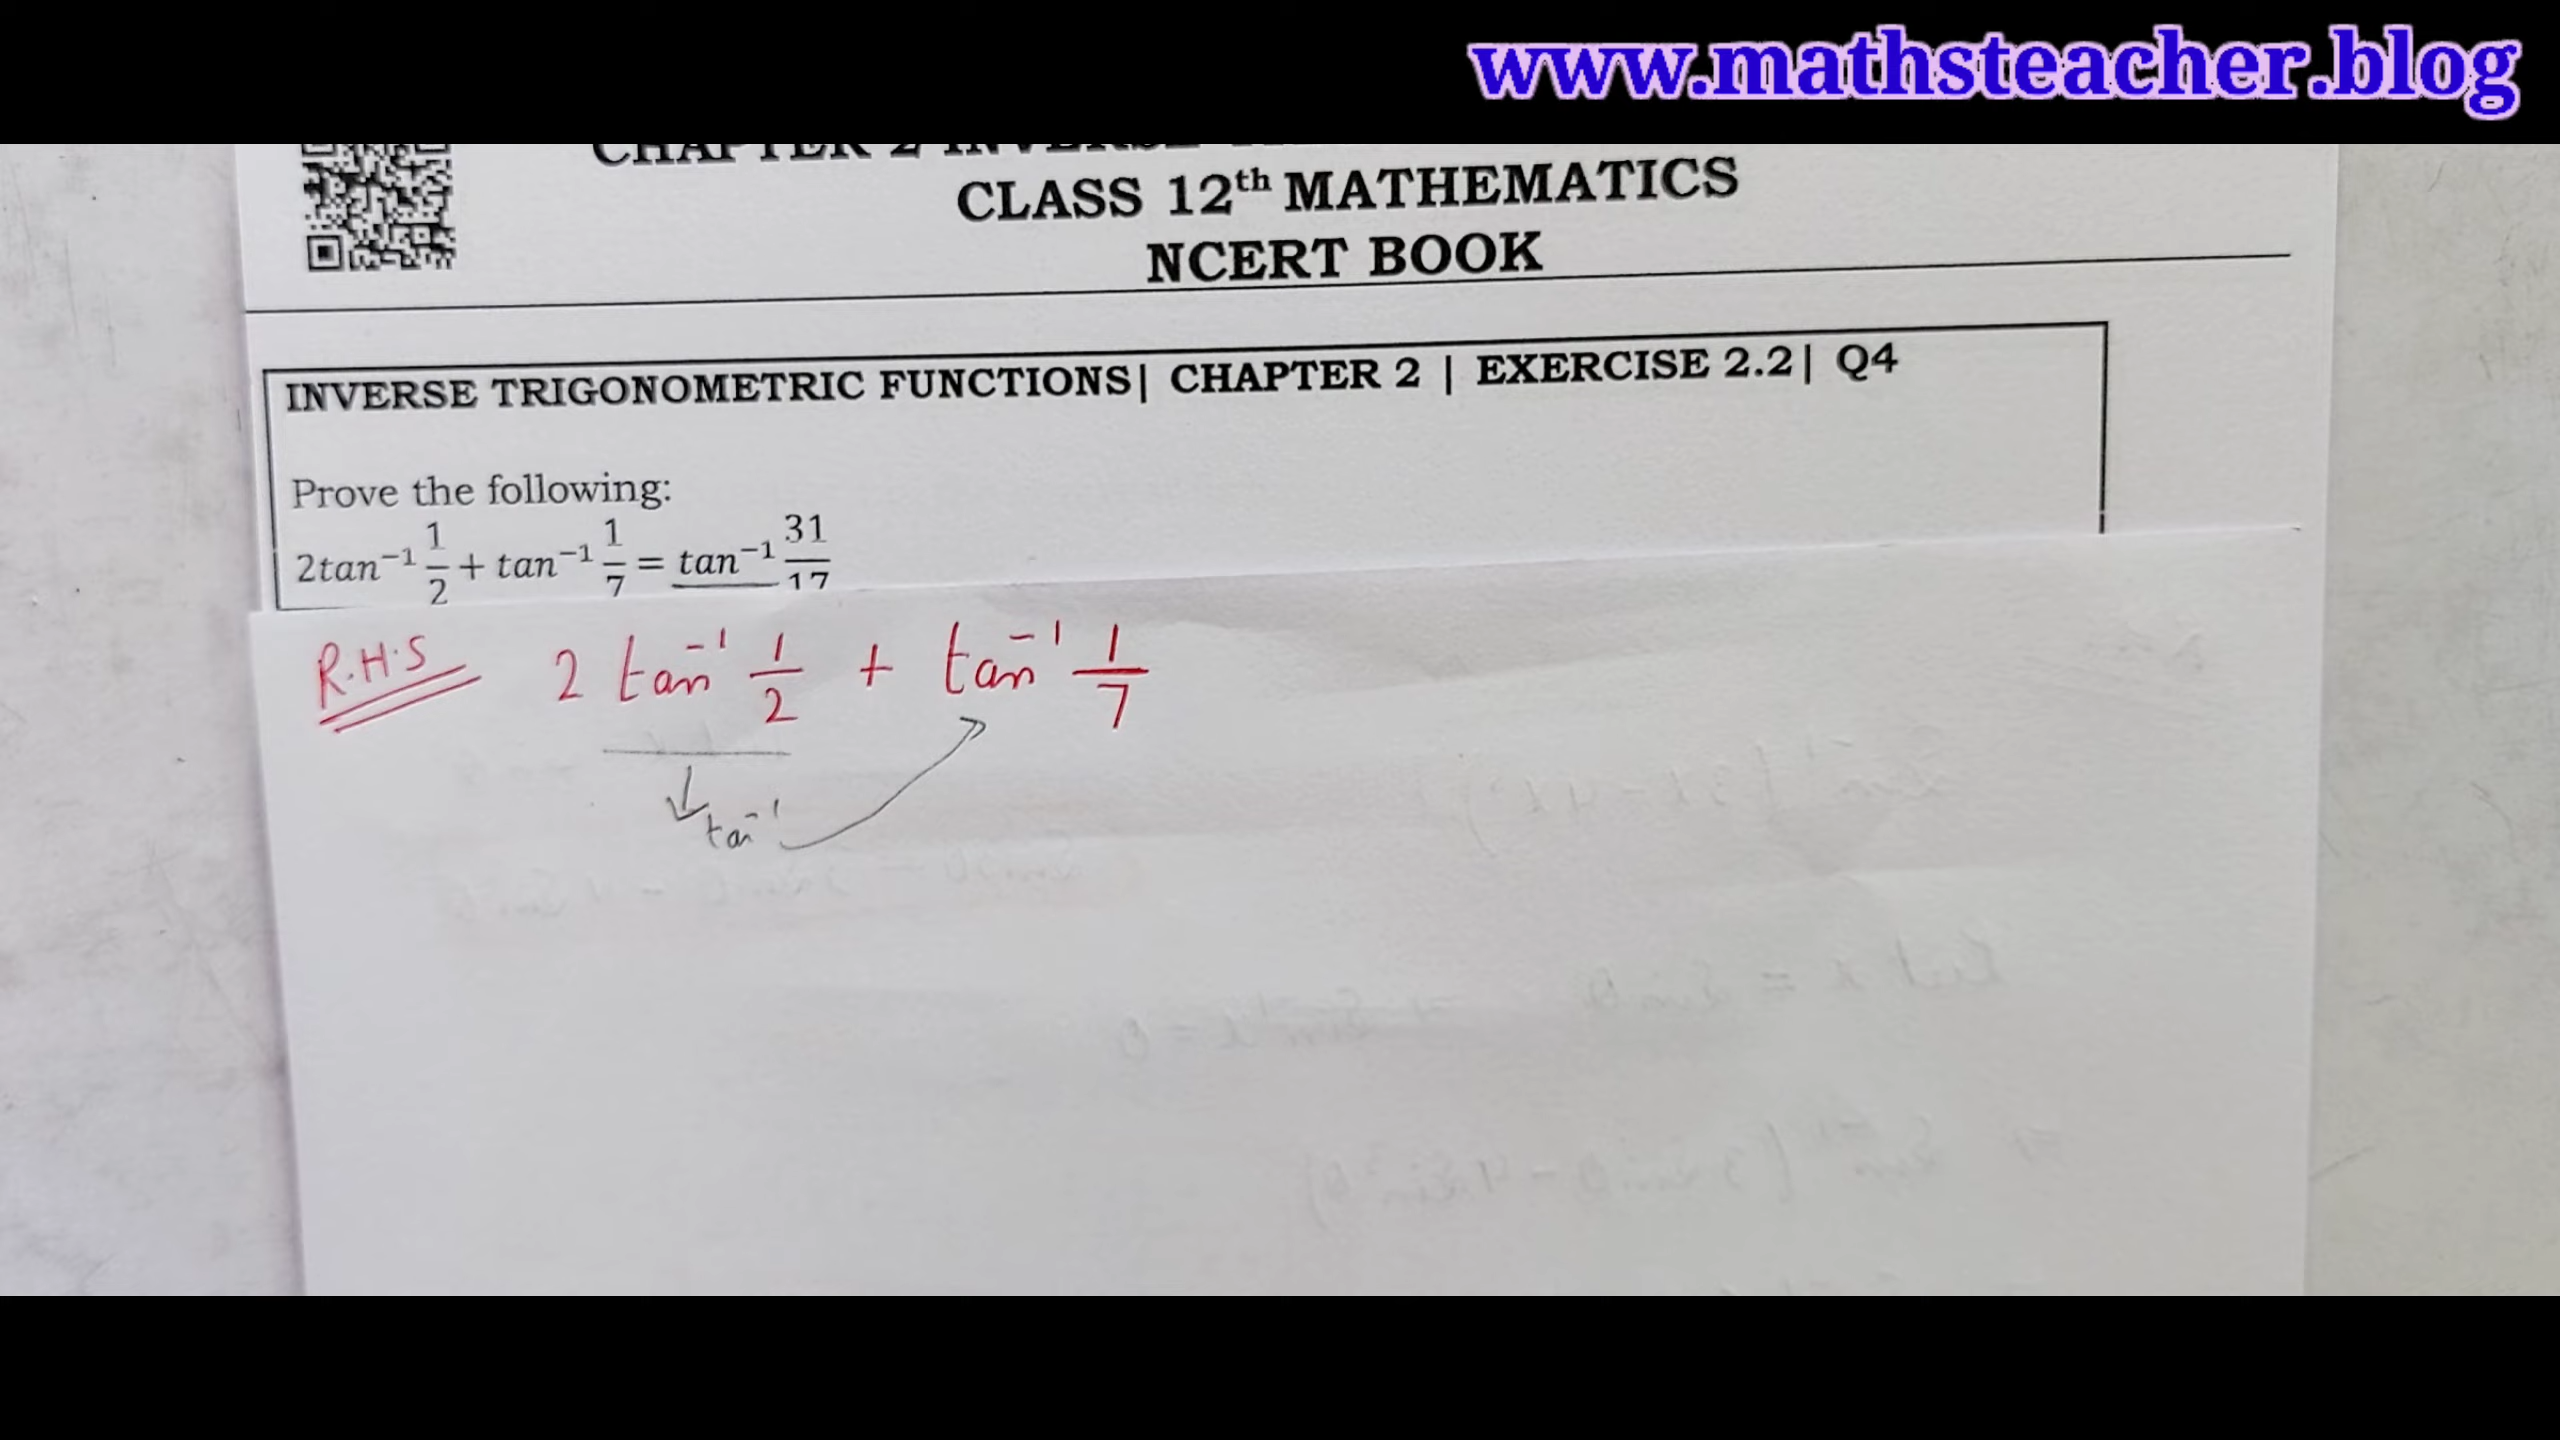 www.mathsteacher.blog
CHAPTER 2
CLASS 12th MATHEMATICS
NCERT BOOK
INVERSE TRIGONOMETRIC FUNCTIONS| CHAPTER 2 | EXERCISE 2.2| Q4
Prove the following:
2tan⁻¹ 1/2 + tan⁻¹ 1/7 = tan⁻¹ 31/17
R.H.S 2 tan⁻¹ 1/2 + tan⁻¹ 1/7
tan⁻¹